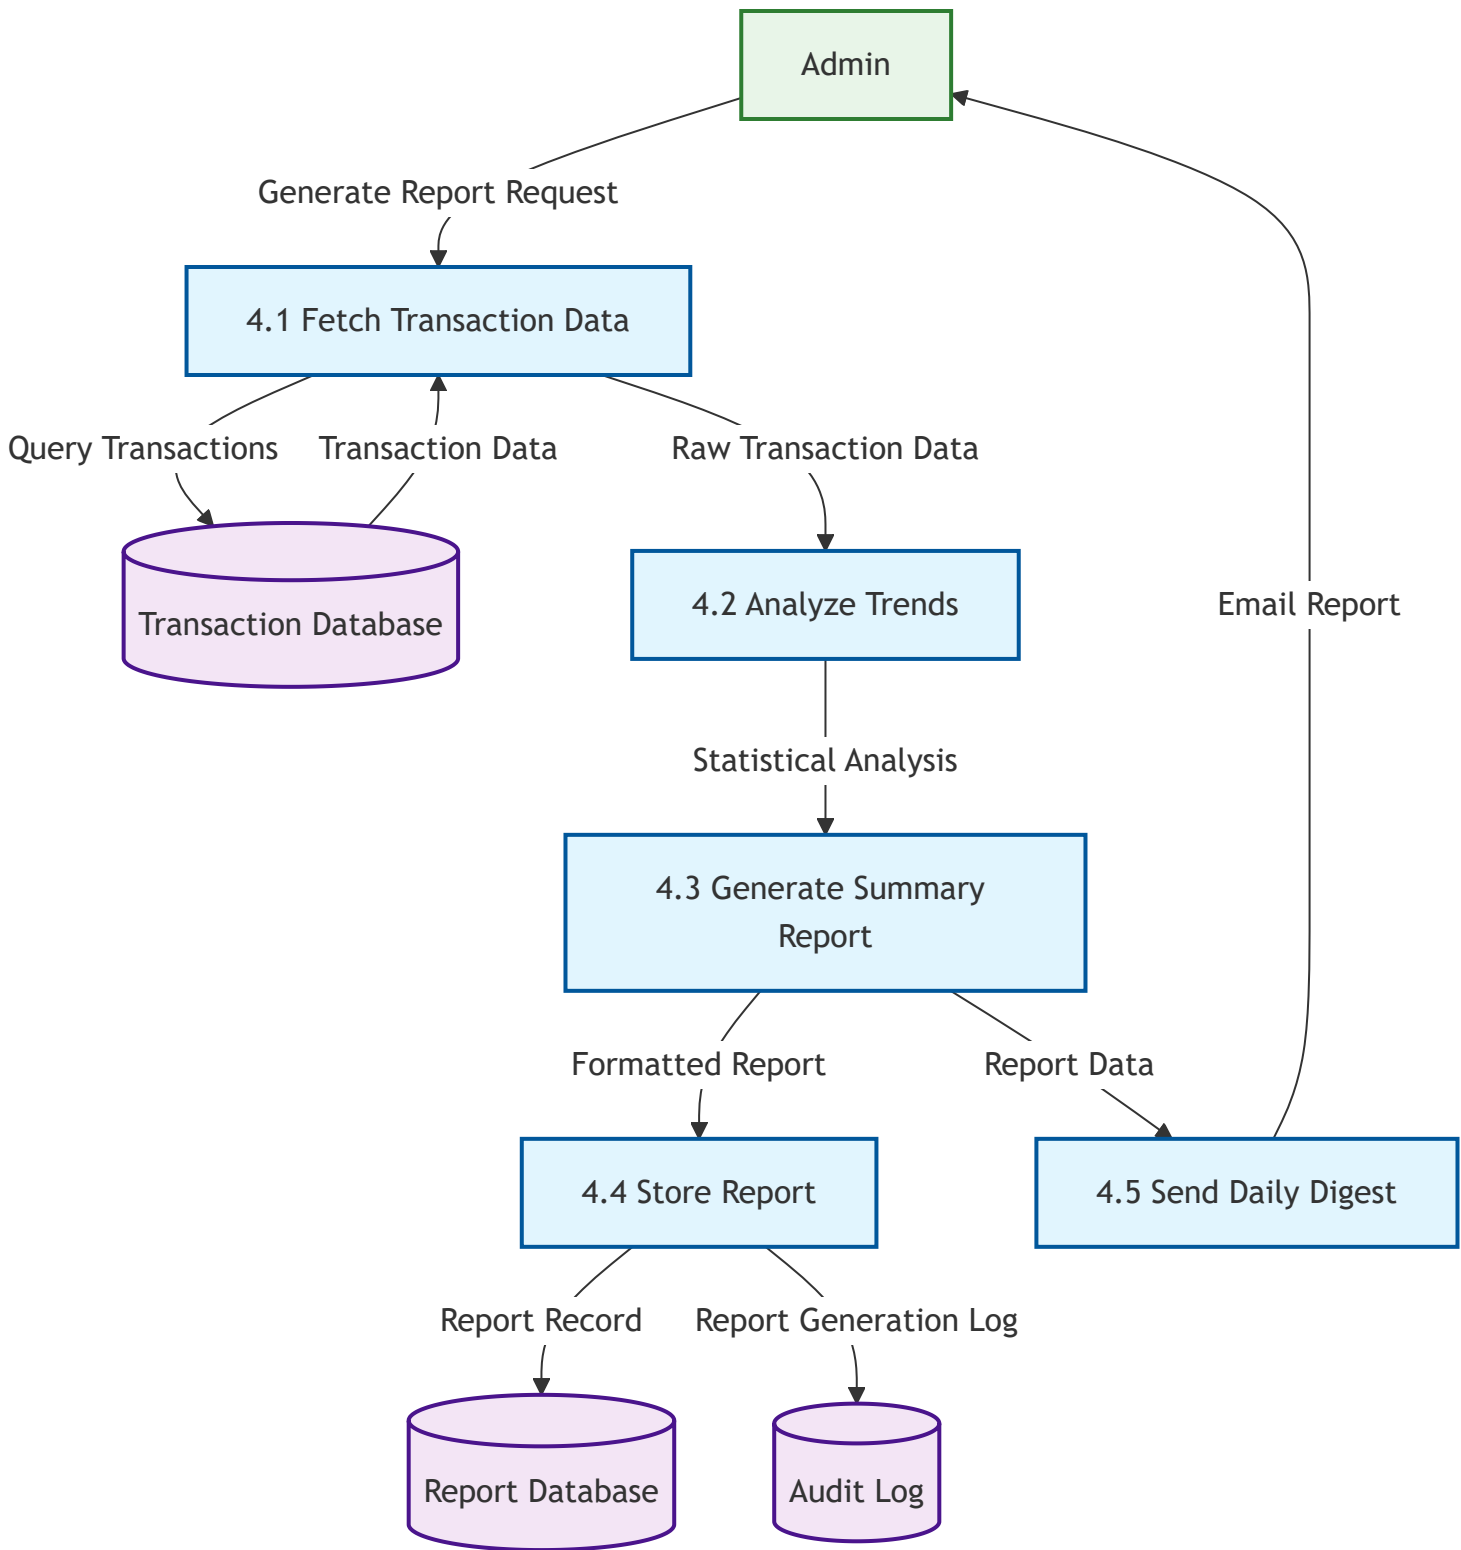 Admin
Generate Report Request
4.1 Fetch Transaction Data
Query Transactions
Transaction Data
Raw Transaction Data
Transaction Database
4.2 Analyze Trends
Email Report
Statistical Analysis
4.3 Generate Summary
Report
Formatted Report
Report Data
4.4 Store Report
4.5 Send Daily Digest
Report Record
Report Generation Log
Report Database
Audit Log